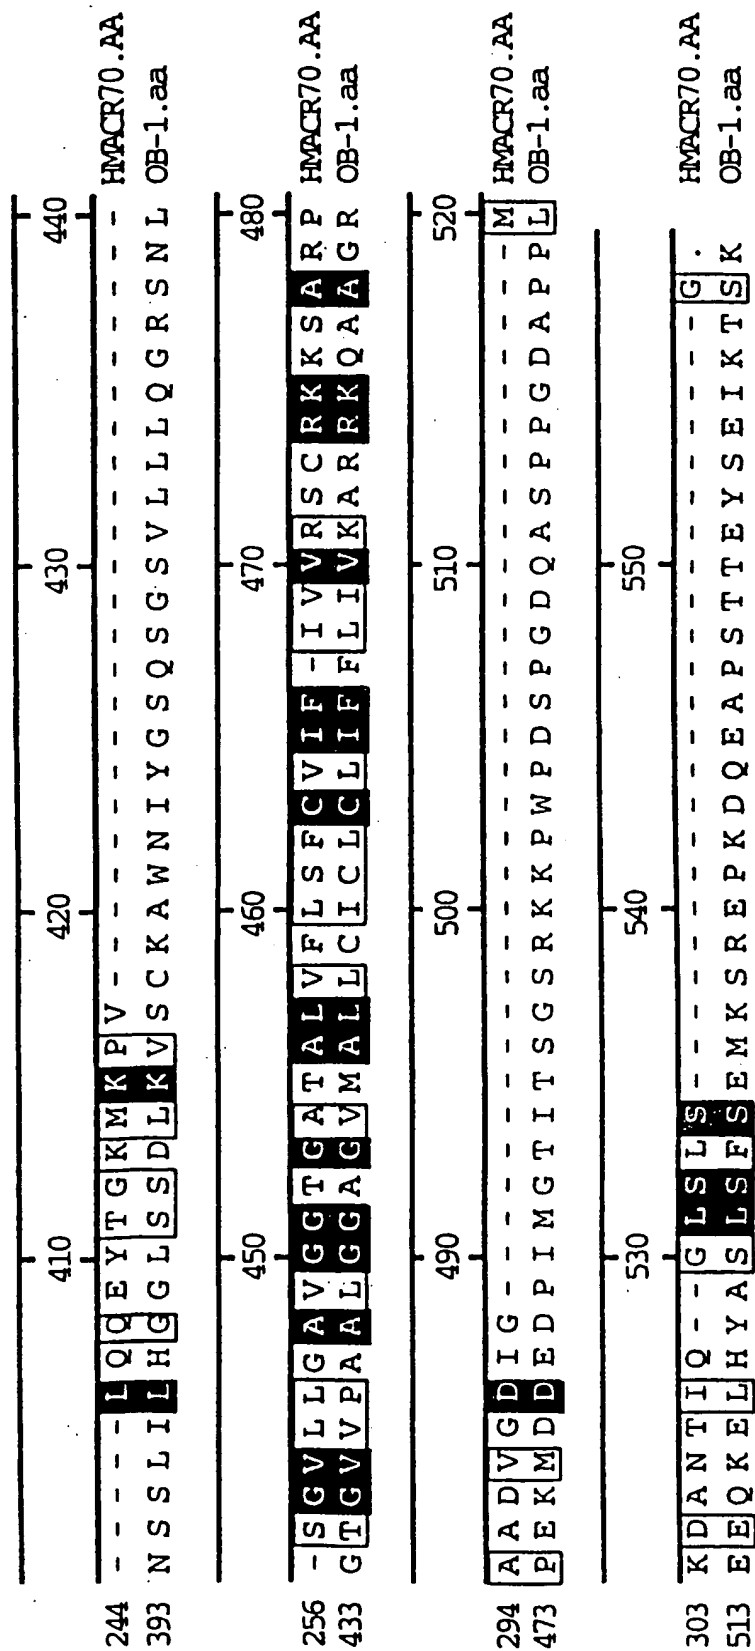 410 420 430 440
244 - - - - - L Q Q E Y T G K M K P V - - - - - - - - - - - - - - - - - - - - - - - HMACR70.AA
393 N S S L I L H G G L S S D L K V S C K A W N I Y G S Q S G S V L L L Q G R S N L OB-1.aa
450 460 470 480
256 - S G V L L G A V G G T G A T A L V F L S F C V I F - I V V R S C R K K S A R P HMACR70.AA
433 G T G V V P A A L G G A G V M A L L C I C L C L I F F L I V K A R R K Q A A G R OB-1.aa
490 500 510 520
294 A A D V G D I G - - - - - - - - - - - - - - - - - - - - - - - - - - - - - - - M HMACR70.AA
473 P E K M D D E D P I M G T I T S G S R K K P W P D S P G D Q A S P P G D A P P L OB-1.aa
530 540 550
303 K D A N T I Q - - G L S L S - - - - - - - - - - - - - - - - - - - - - - - G . HMACR70.AA
513 E E Q K E L H Y A S L S F S E M K S R E P K D Q E A P S T T E Y S E I K T S K OB-1.aa